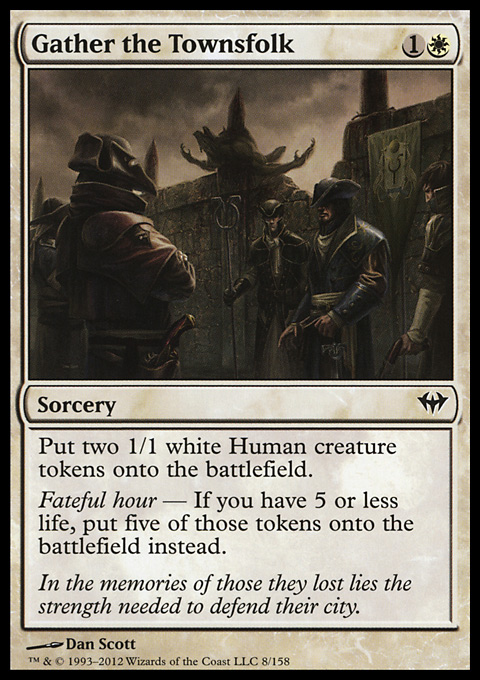 Gather the Townsfolk 1
Sorcery
Put two 1/1 white Human creature
tokens onto the battlefield.
Fateful hour — If you have 5 or less
life, put five of those tokens onto the
battlefield instead.
In the memories of those they lost lies the
strength needed to defend their city.
Dan Scott
™ & © 1993–2012 Wizards of the Coast LLC 8/158